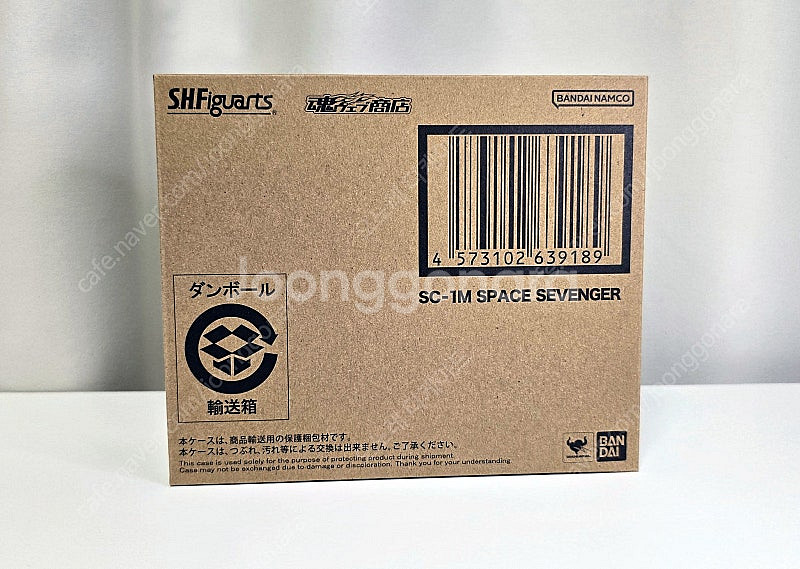 S.H.Figuarts
魂ウェブ商店
BANDAI NAMCO
4 573102 639189
SC-1M SPACE SEVENGER
joonggonara
ダンボール
輸送箱
本ケースは、商品輸送用の保護梱包材です。
本ケースは、つぶれ、汚れ等による交換は出来ません。ご了承ください。
This case is used solely for the purpose of protecting product during shipment.
Case may not be exchanged due to damage or discoloration. Thank you for your understanding.
BAN
DAI